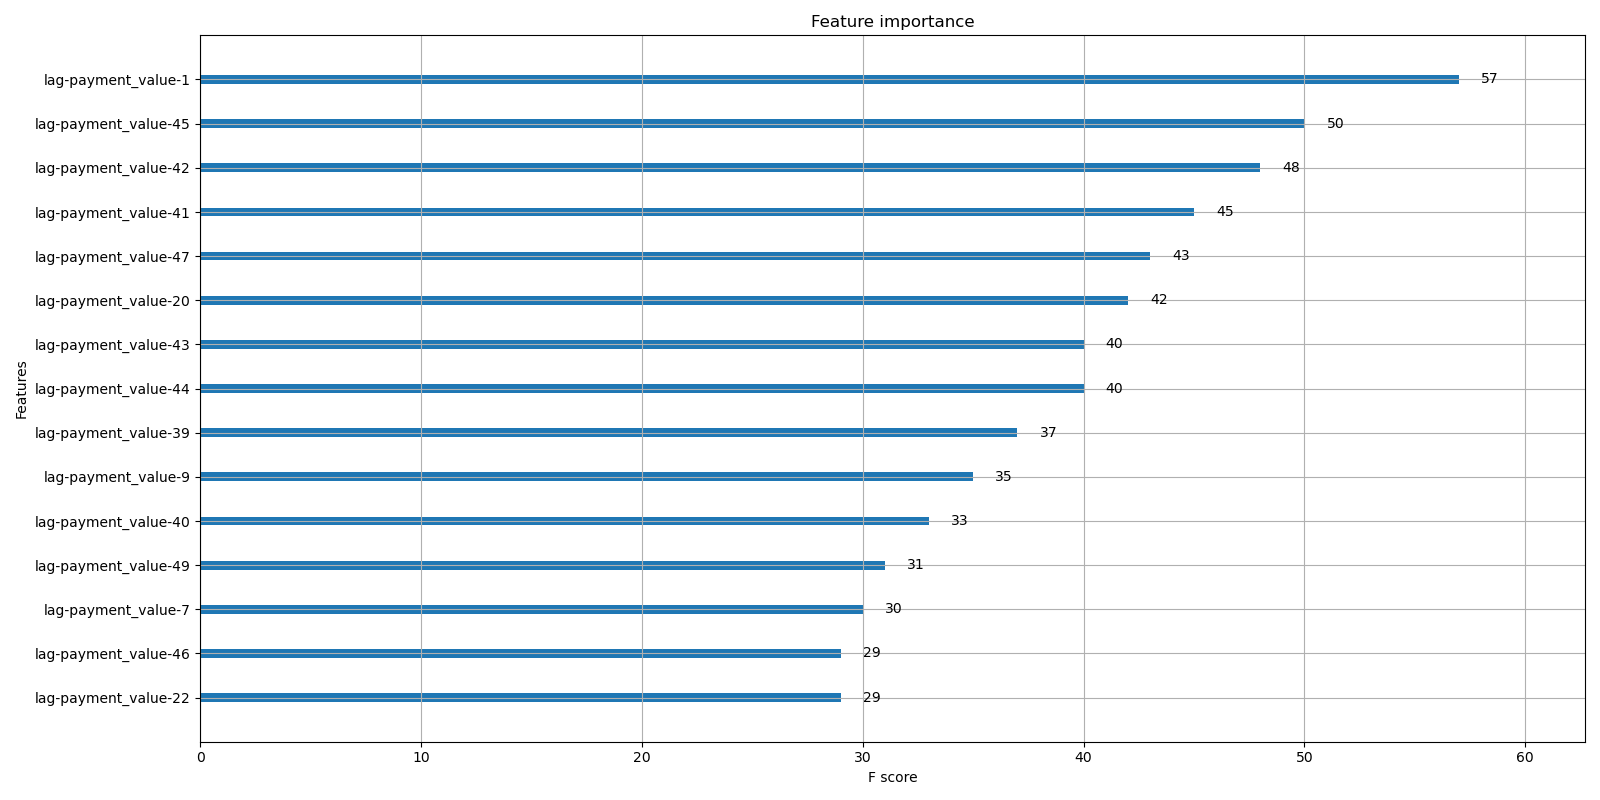 Feature importance
Features
lag-payment_value-1 57
lag-payment_value-45 50
lag-payment_value-42 48
lag-payment_value-41 45
lag-payment_value-47 43
lag-payment_value-20 42
lag-payment_value-43 40
lag-payment_value-44 40
lag-payment_value-39 37
lag-payment_value-9 35
lag-payment_value-40 33
lag-payment_value-49 31
lag-payment_value-7 30
lag-payment_value-46 29
lag-payment_value-22 29
0 10 20 30 40 50 60
F score